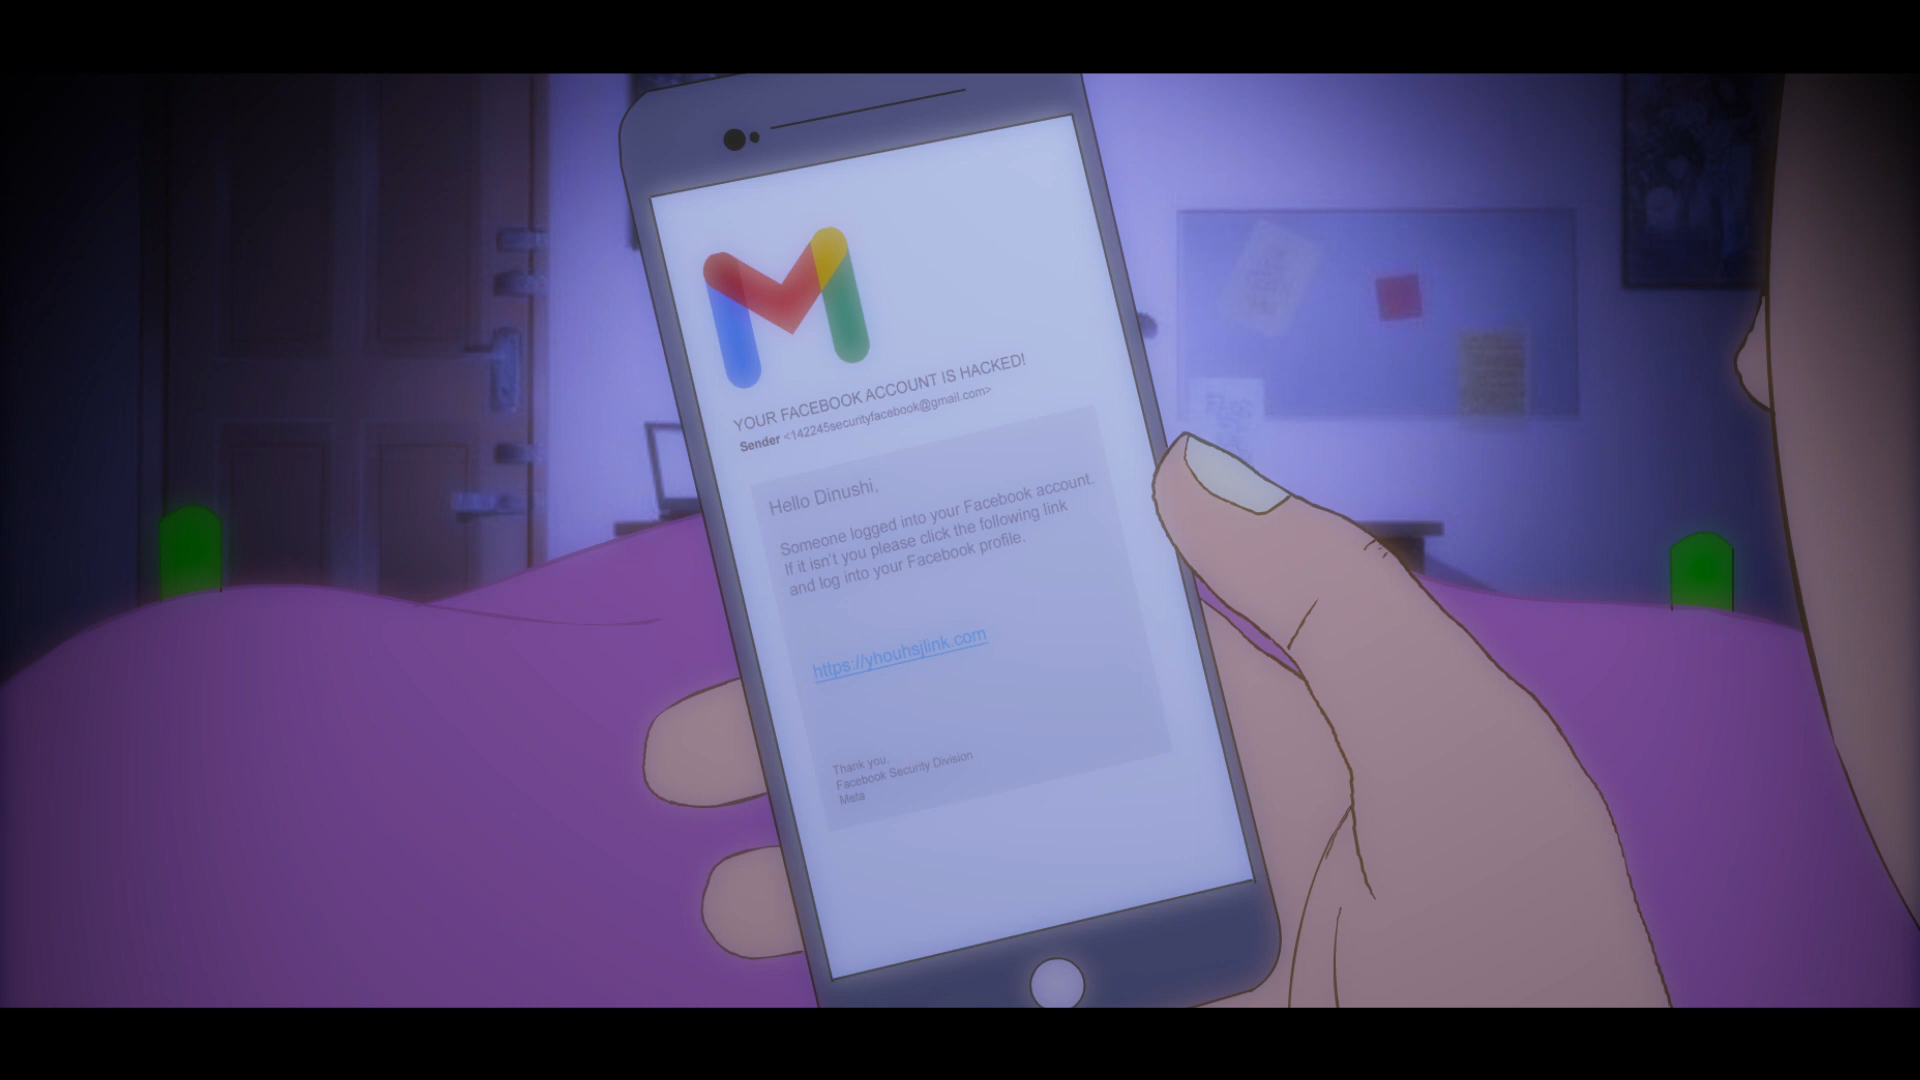 YOUR FACEBOOK ACCOUNT IS HACKED!
Sender <142245securityfacebook@gmail.com>
Hello Dinushi,
Someone logged into your Facebook account.
If it isn't you please click the following link
and log into your Facebook profile.
https://yhouhsjlink.com
Thank you,
Facebook Security Division
Meta